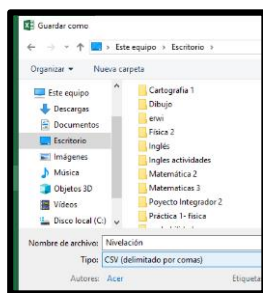 Guardar como
Este equipo > Escritorio >
Organizar Nueva carpeta
Este equipo
Descargas
Documentos
Escritorio
Imágenes
Música
Objetos 3D
Vídeos
Disco local (C:)
Cartografia 1
Dibujo
erwi
Física 2
Inglés
Ingles actividades
Matemática 2
Matematicas 3
Poyecto Integrador 2
Práctica 1- fisica
Nombre de archivo: Nivelación
Tipo: CSV (delimitado por comas)
Autores: Acer Etiqueta